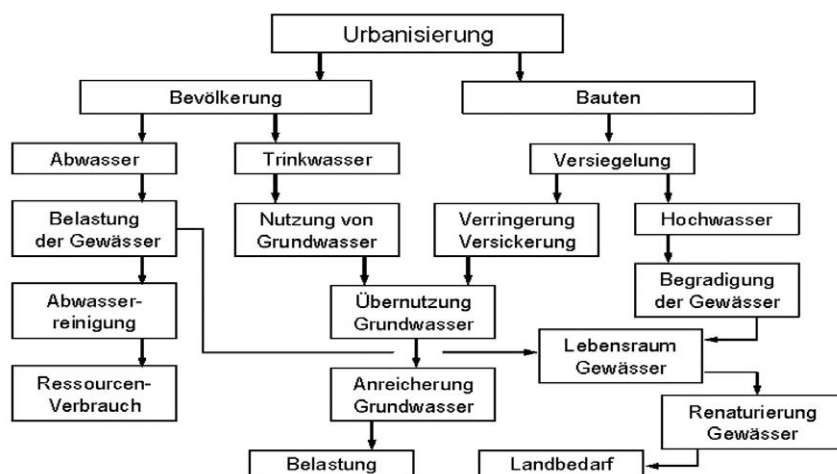 Urbanisierung
Bevölkerung
Bauten
Abwasser
Trinkwasser
Versiegelung
Belastung
der Gewässer
Nutzung von
Grundwasser
Verringerung
Versickerung
Hochwasser
Begradigung
der Gewässer
Abwasser-
reinigung
Übernutzung
Grundwasser
Lebensraum
Gewässer
Ressourcen-
Verbrauch
Anreicherung
Grundwasser
Renaturierung
Gewässer
Belastung
Landbedarf